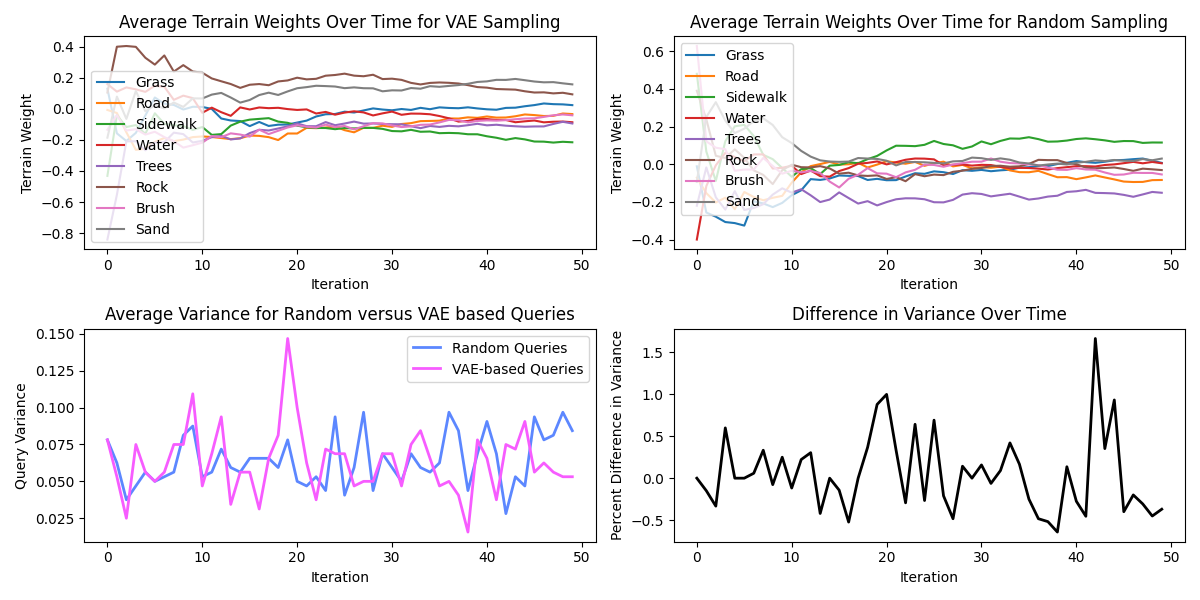 Average Terrain Weights Over Time for VAE Sampling
Terrain Weight
0.4
0.2
0.0
−0.2
−0.4
−0.6
−0.8
Grass
Road
Sidewalk
Water
Trees
Rock
Brush
Sand
0 10 20 30 40 50
Iteration
Average Terrain Weights Over Time for Random Sampling
Terrain Weight
0.6
0.4
0.2
0.0
−0.2
−0.4
Grass
Road
Sidewalk
Water
Trees
Rock
Brush
Sand
0 10 20 30 40 50
Iteration
Average Variance for Random versus VAE based Queries
Query Variance
0.150
0.125
0.100
0.075
0.050
0.025
Random Queries
VAE-based Queries
0 10 20 30 40 50
Iteration
Difference in Variance Over Time
Percent Difference in Variance
1.5
1.0
0.5
0.0
−0.5
0 10 20 30 40 50
Iteration